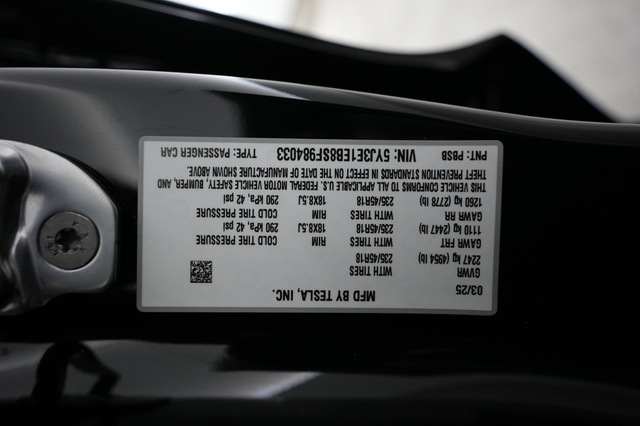 MFD BY TESLA, INC.
03/25
GVWR
2247 kg (4954 lb)
WITH TIRES
235/45R18
GAWR FRT
1110 kg (2447 lb)
WITH TIRES
235/45R18
RIM
18X8.5J
COLD TIRE PRESSURE
290 kPa, 42 psi
GAWR RR
1260 kg (2778 lb)
WITH TIRES
235/45R18
RIM
18X8.5J
COLD TIRE PRESSURE
290 kPa, 42 psi
THIS VEHICLE CONFORMS TO ALL APPLICABLE U.S. FEDERAL MOTOR VEHICLE SAFETY, BUMPER, AND
THEFT PREVENTION STANDARDS IN EFFECT ON THE DATE OF MANUFACTURE SHOWN ABOVE.
PNT: PBSB
VIN: 5YJ3E1EB8SF984033
TYPE: PASSENGER CAR